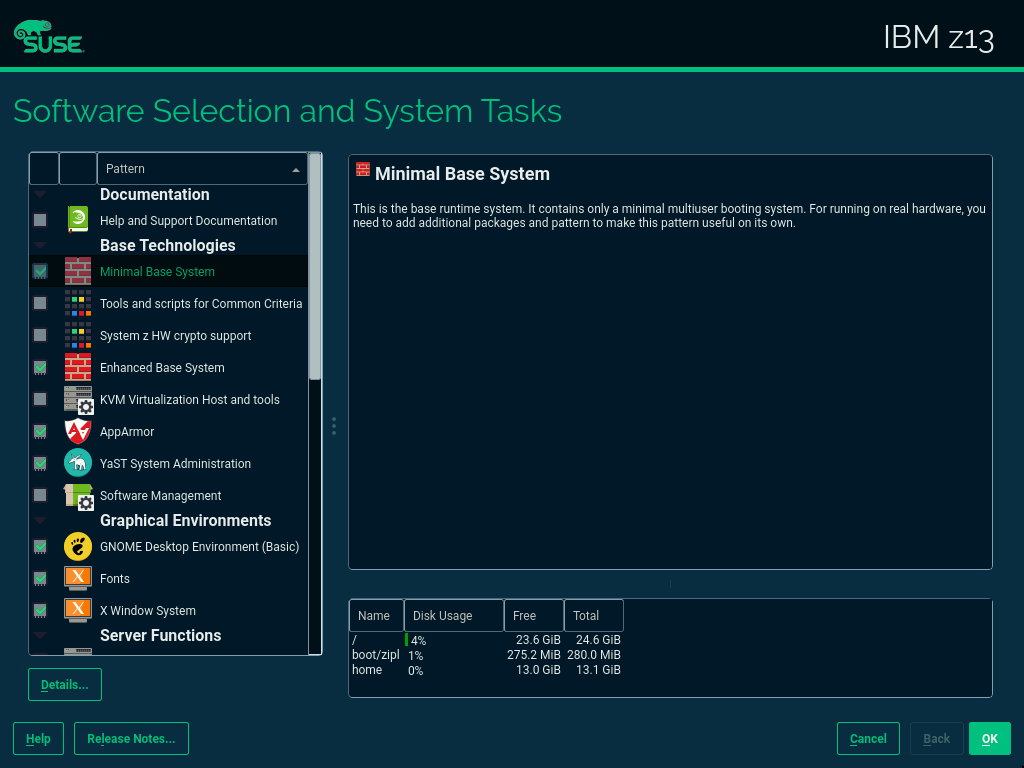 SUSE
IBM z13
Software Selection and System Tasks
Pattern
Documentation
Help and Support Documentation
Base Technologies
Minimal Base System
Tools and scripts for Common Criteria
System z HW crypto support
Enhanced Base System
KVM Virtualization Host and tools
AppArmor
YaST System Administration
Software Management
Graphical Environments
GNOME Desktop Environment (Basic)
X
Fonts
X
X Window System
Server Functions
Minimal Base System
This is the base runtime system. It contains only a minimal multiuser booting system. For running on real hardware, you
need to add additional packages and pattern to make this pattern useful on its own.
Name Disk Usage Free Total
/ 4% 23.6 GiB 24.6 GiB
boot/zipl 1% 275.2 MiB 280.0 MiB
home 0% 13.0 GiB 13.1 GiB
Details...
Help Release Notes... Cancel Back OK